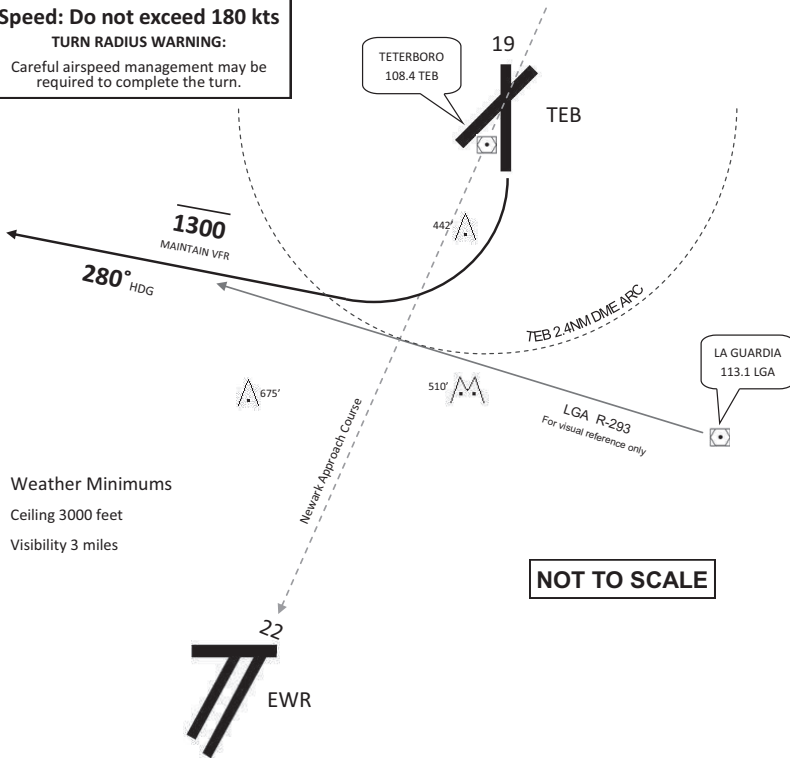 Speed: Do not exceed 180 kts
TURN RADIUS WARNING:
Careful airspeed management may be
required to complete the turn.
TETERBORO
108.4 TEB
19
TEB
442'
1300
MAINTAIN VFR
280° HDG
TEB 2.4NM DME ARC
LA GUARDIA
113.1 LGA
675'
510'
LGA R-293
For visual reference only
Newark Approach Course
Weather Minimums
Ceiling 3000 feet
Visibility 3 miles
NOT TO SCALE
22
EWR